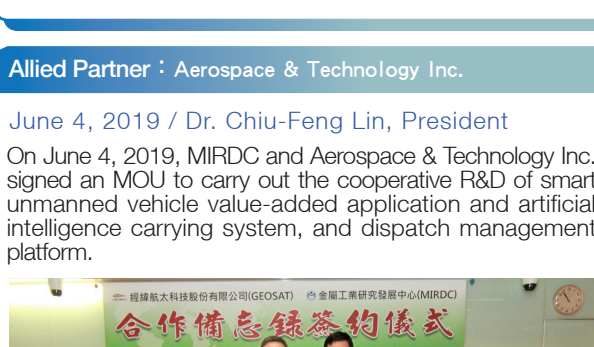 Allied Partner：Aerospace & Technology Inc.
June 4, 2019 / Dr. Chiu-Feng Lin, President
On June 4, 2019, MIRDC and Aerospace & Technology Inc.
signed an MOU to carry out the cooperative R&D of smart
unmanned vehicle value-added application and artificial
intelligence carrying system, and dispatch management
platform.
經緯航太科技股份有限公司(GEOSAT) 金屬工業研究發展中心(MIRDC)
合作備忘錄簽約儀式